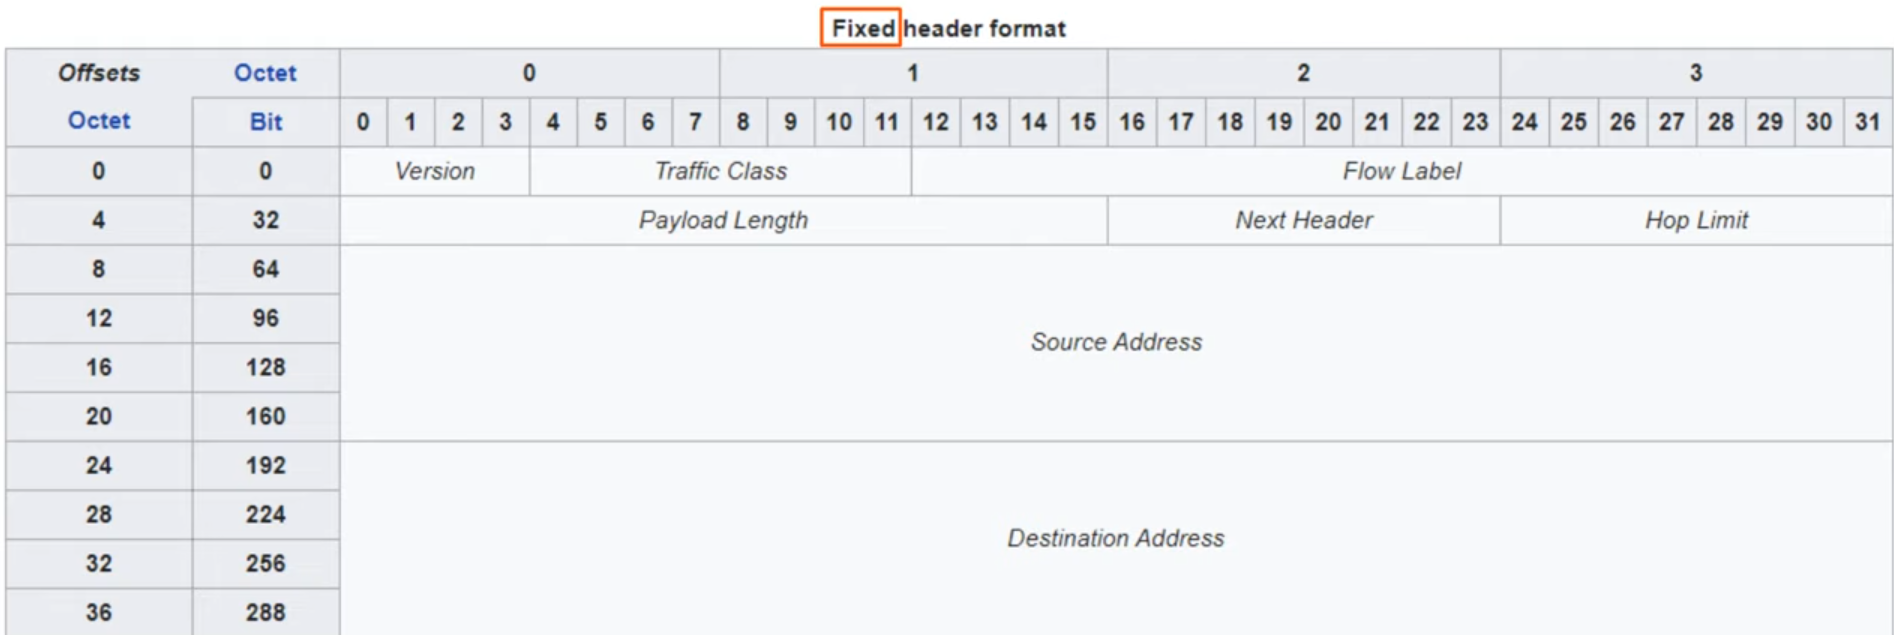 Fixed header format
Offsets Octet 0 1 2 3
Octet Bit 0 1 2 3 4 5 6 7 8 9 10 11 12 13 14 15 16 17 18 19 20 21 22 23 24 25 26 27 28 29 30 31
0 0 Version Traffic Class Flow Label
4 32 Payload Length Next Header Hop Limit
8 64
12 96
Source Address
16 128
20 160
24 192
28 224
Destination Address
32 256
36 288